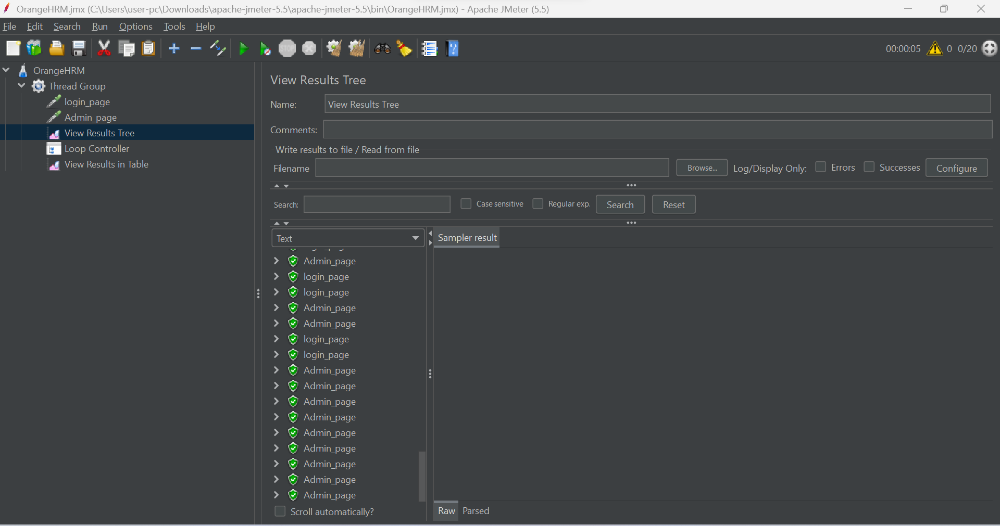 OrangeHRM.jmx (C:\Users\user-pc\Downloads\apache-jmeter-5.5\apache-jmeter-5.5\bin\OrangeHRM.jmx) - Apache JMeter (5.5)
File Edit Search Run Options Tools Help
STOP 00:00:05 0 0/20
OrangeHRM
Thread Group
login_page
Admin_page
View Results Tree
Loop Controller
View Results in Table
View Results Tree
Name: View Results Tree
Comments:
Write results to file / Read from file
Filename Browse... Log/Display Only: Errors Successes Configure
Search: Case sensitive Regular exp. Search Reset
Text
Admin_page
login_page
login_page
Admin_page
Admin_page
login_page
login_page
Admin_page
Admin_page
Admin_page
Admin_page
Admin_page
Admin_page
Admin_page
Admin_page
Admin_page
Scroll automatically?
Sampler result
Raw Parsed